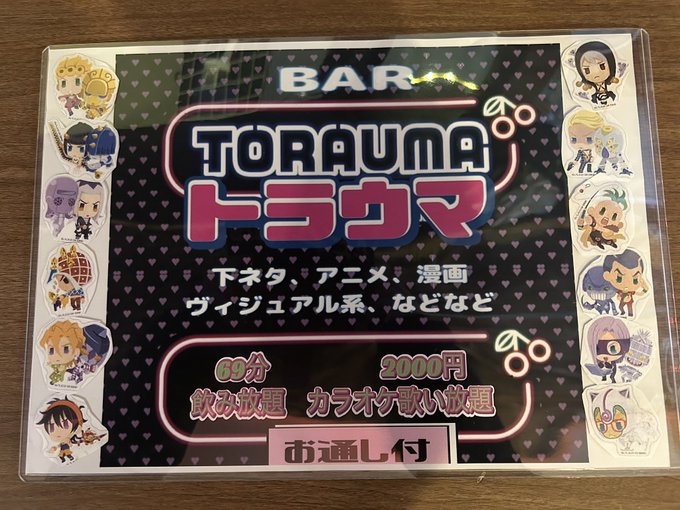 BAR
TORAUMA
トラウマ
下ネタ、アニメ、漫画
ヴィジュアル系、などなど
69分 2000円
飲み放題 カラオケ歌い放題
お通し付